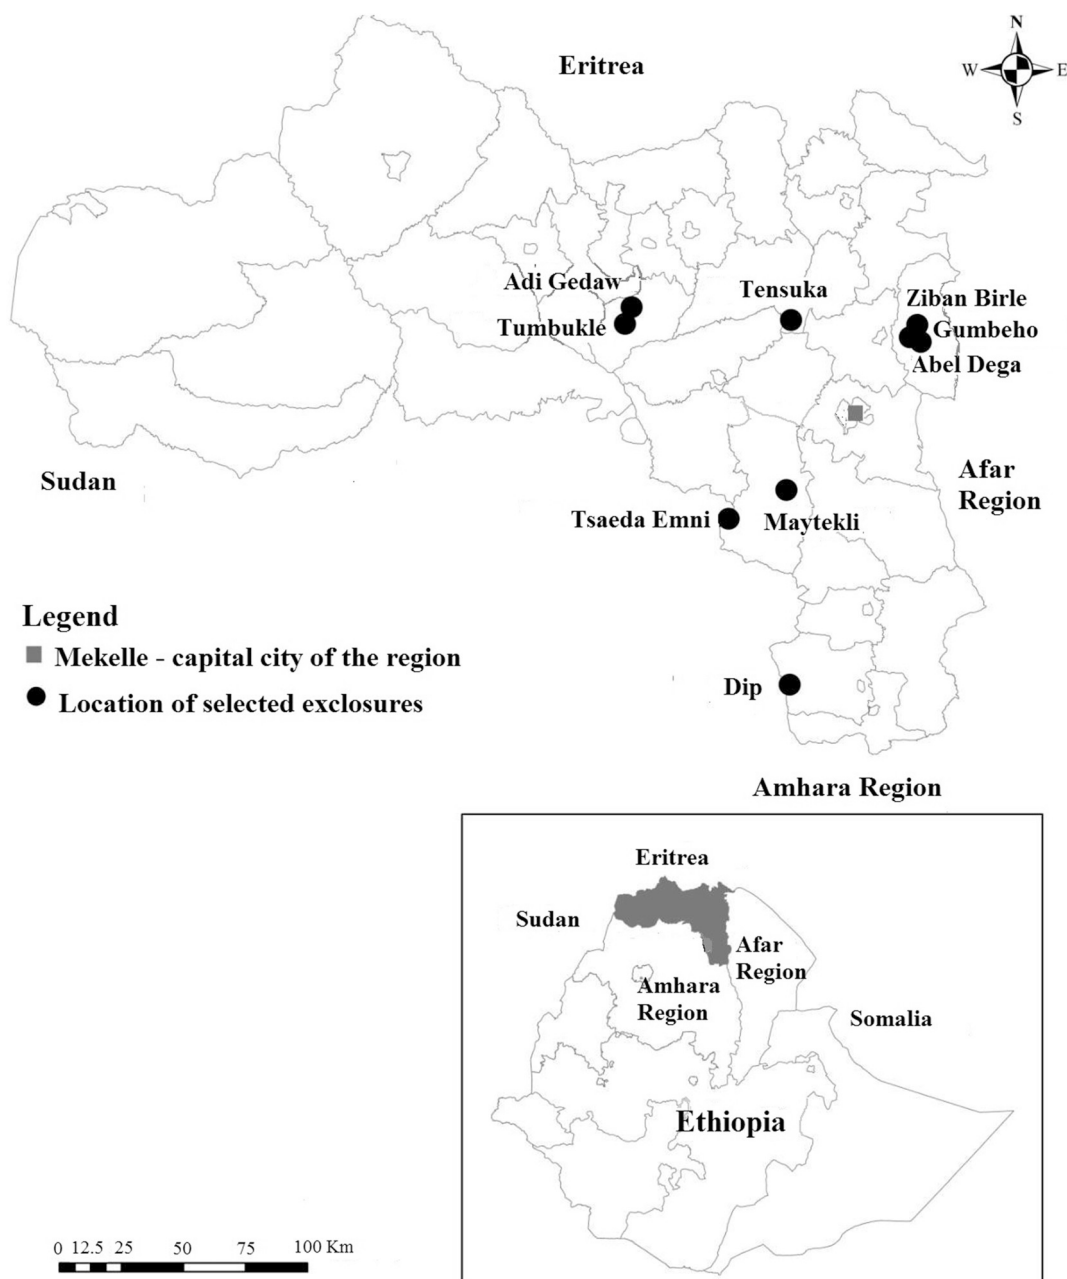 N
Eritrea
W
E
S
Adi Gedaw
Tensuka
Ziban Birle
Tumbukle
Gumbeho
Abel Dega
Sudan
Afar
Region
Tsaeda Emni
Maytekli
Legend
Mekelle - capital city of the region
Dip
Location of selected exclosures
Amhara Region
Eritrea
Sudan
Afar
Region
Amhara
Region
Somalia
Ethiopia
0 12.5 25 50 75 100 Km